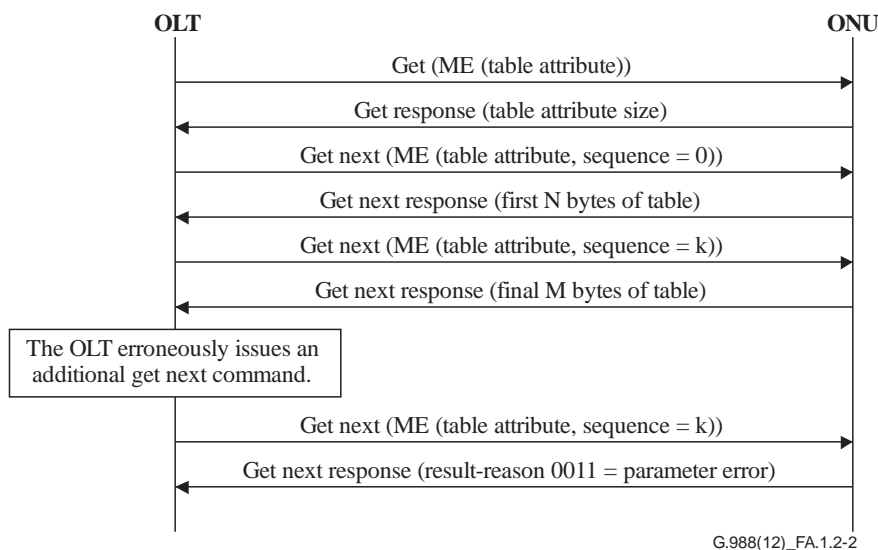 OLT
ONU
Get (ME (table attribute))
Get response (table attribute size)
Get next (ME (table attribute, sequence = 0))
Get next response (first N bytes of table)
Get next (ME (table attribute, sequence = k))
Get next response (final M bytes of table)
The OLT erroneously issues an
additional get next command.
Get next (ME (table attribute, sequence = k))
Get next response (result-reason 0011 = parameter error)
G.988(12)_FA.1.2-2